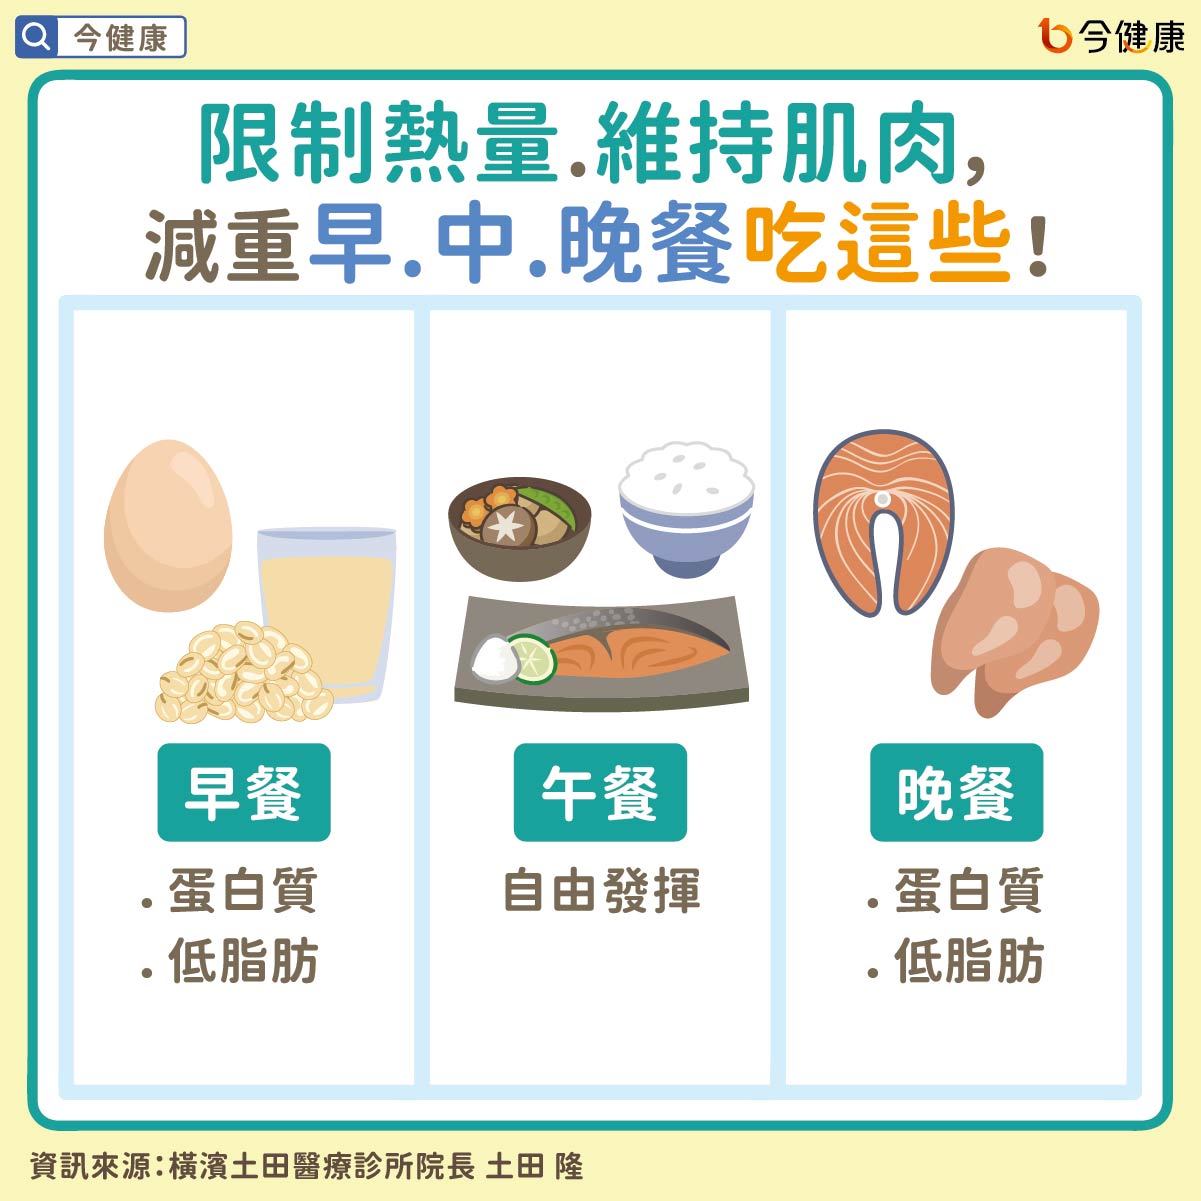 今健康
今健康
限制熱量.維持肌肉,
減重早.中.晚餐吃這些!
早餐
. 蛋白質
. 低脂肪
午餐
自由發揮
晚餐
. 蛋白質
. 低脂肪
資訊來源:橫濱土田醫療診所院長 土田 隆